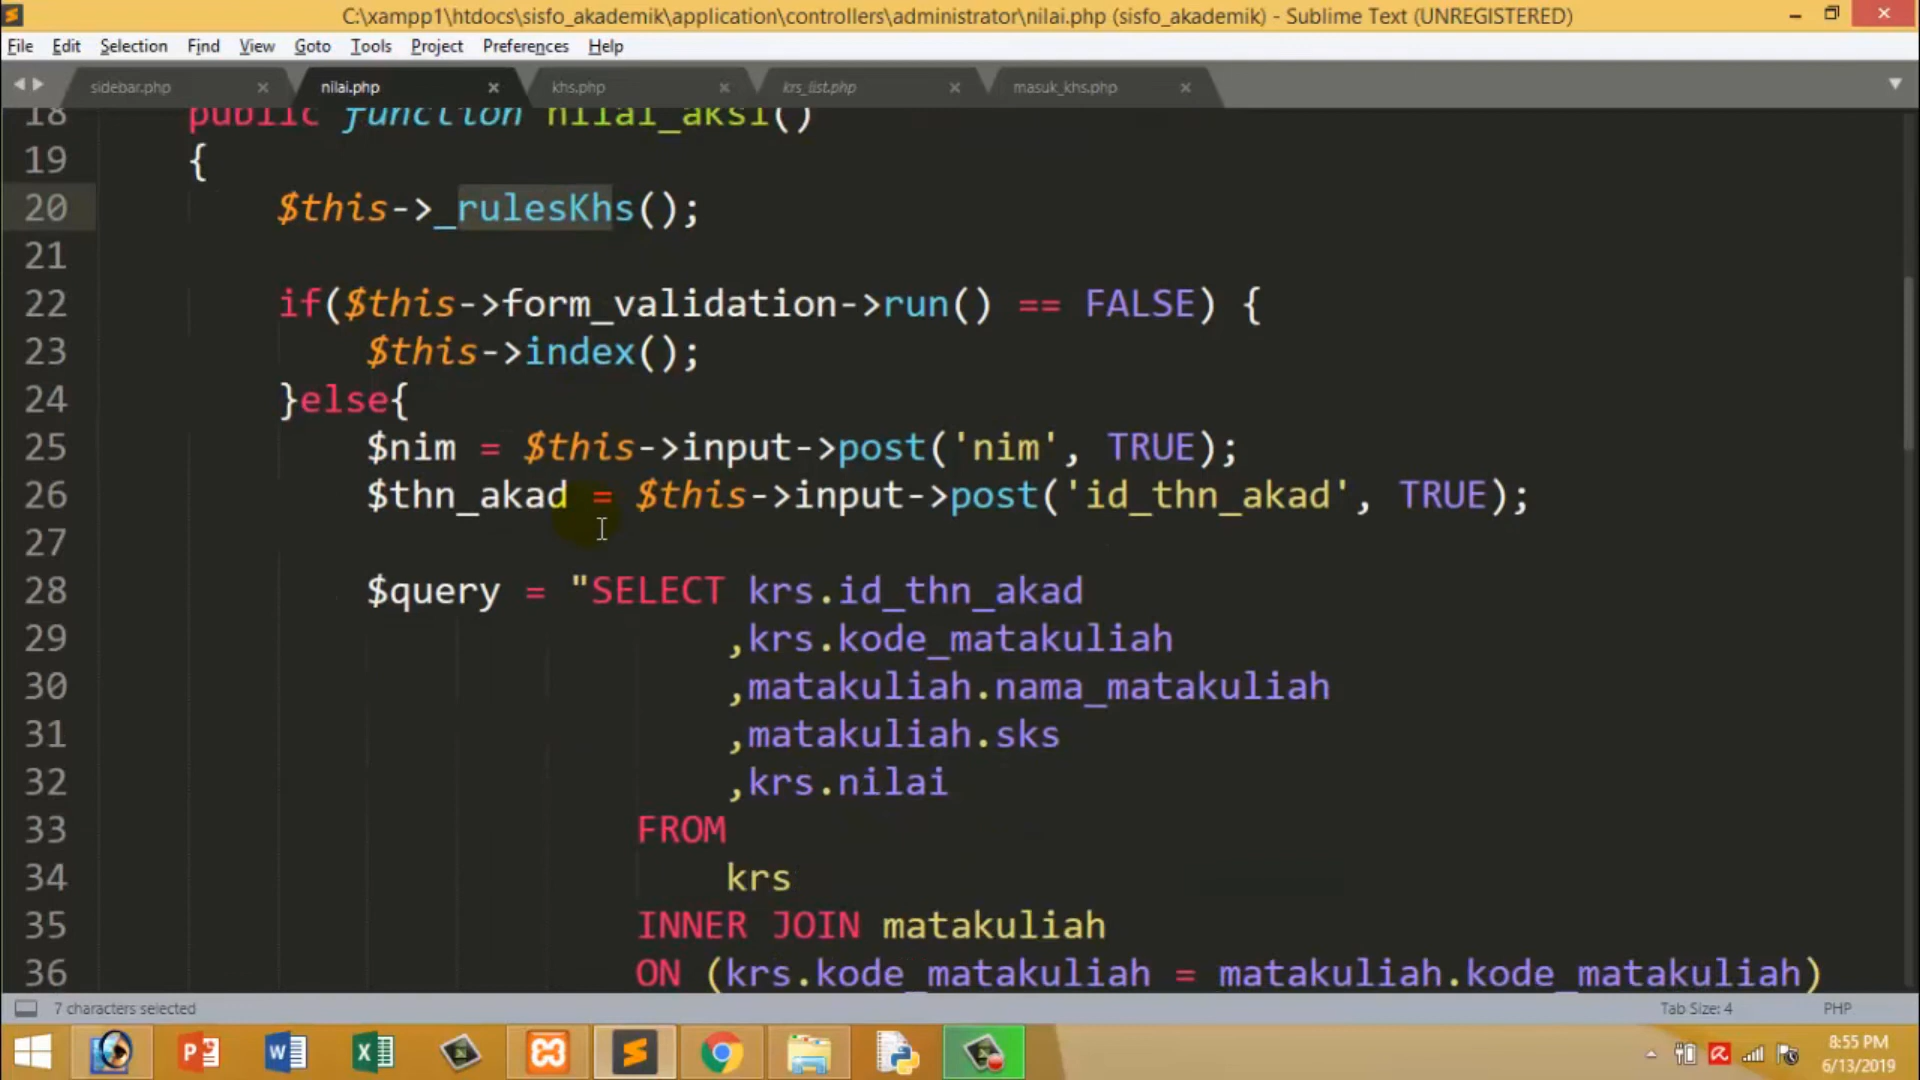 C:\xampp1\htdocs\sisfo_akademik\application\controllers\administrator\nilai.php (sisfo_akademik) - Sublime Text (UNREGISTERED)
File Edit Selection Find View Goto Tools Project Preferences Help
sidebar.php nilai.php khs.php krs_list.php masuk_khs.php
18 public function nilai_aksi()
19 {
20 $this->_rulesKhs();
21
22 if($this->form_validation->run() == FALSE) {
23 $this->index();
24 }else{
25 $nim = $this->input->post('nim', TRUE);
26 $thn_akad = $this->input->post('id_thn_akad', TRUE);
27
28 $query = "SELECT krs.id_thn_akad
29 ,krs.kode_matakuliah
30 ,matakuliah.nama_matakuliah
31 ,matakuliah.sks
32 ,krs.nilai
33 FROM
34 krs
35 INNER JOIN matakuliah
36 ON (krs.kode_matakuliah = matakuliah.kode_matakuliah)
7 characters selected Tab Size: 4 PHP
8:55 PM
6/13/2019